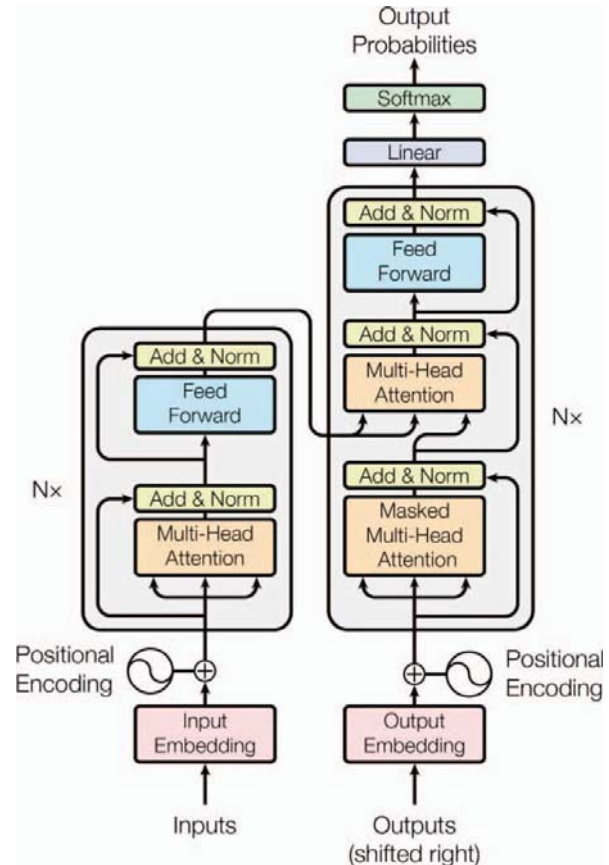 Output
Probabilities
Softmax
Linear
Add & Norm
Feed
Forward
Add & Norm
Multi-Head
Attention
Add & Norm
Masked
Multi-Head
Attention
Nx
Add & Norm
Feed
Forward
Add & Norm
Multi-Head
Attention
Nx
Positional
Encoding
Positional
Encoding
Input
Embedding
Output
Embedding
Inputs
Outputs
(shifted right)